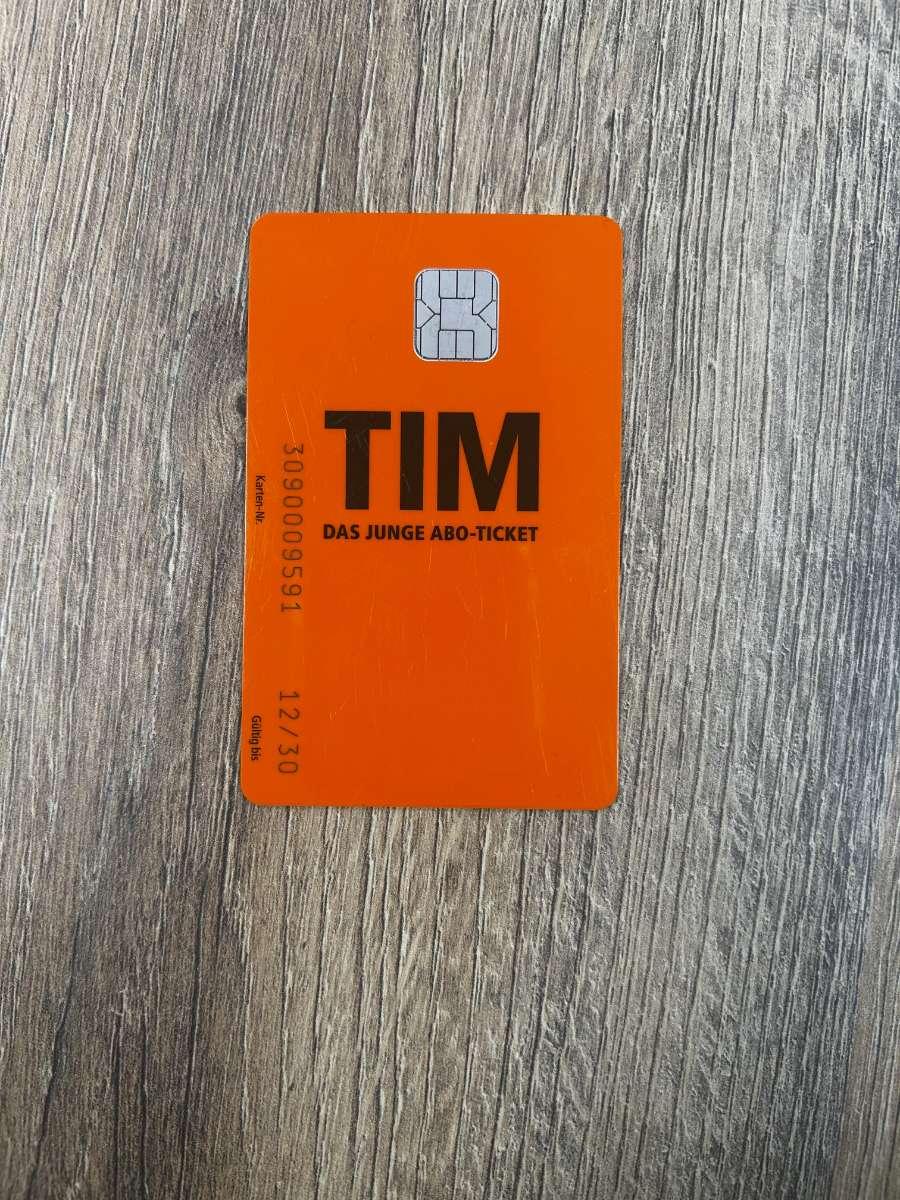 TIM
DAS JUNGE ABO-TICKET
Karten-Nr.
3090009591
Gültig bis
12/30